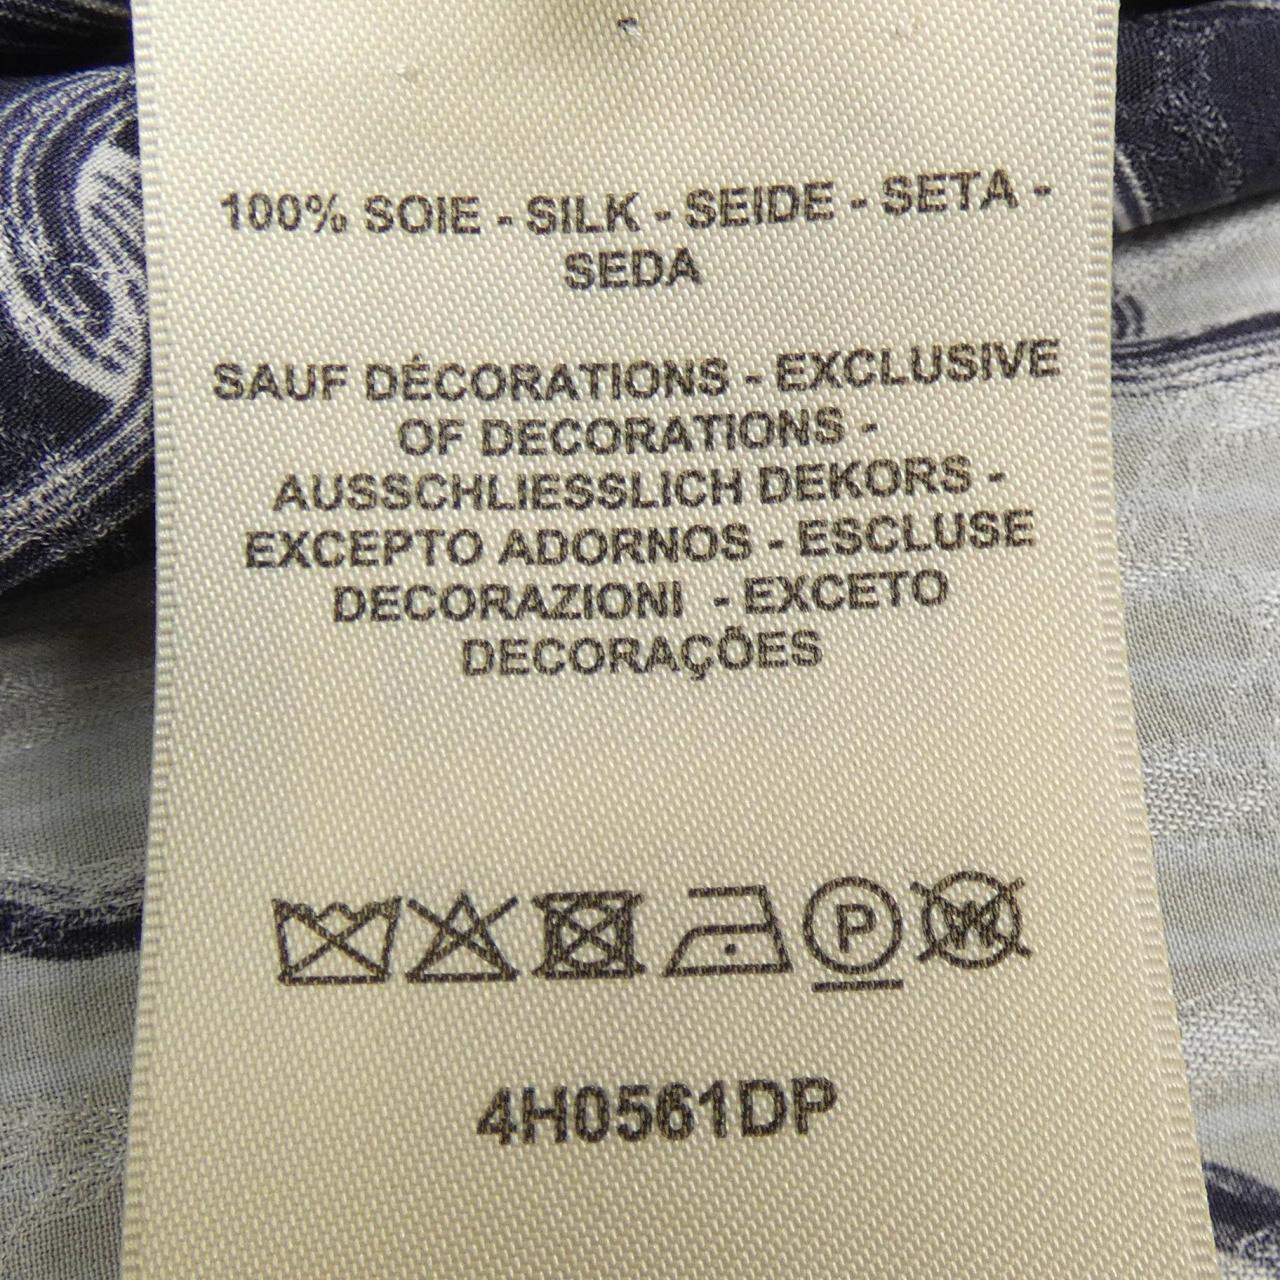 100% SOIE - SILK - SEIDE - SETA -
SEDA
SAUF DÉCORATIONS - EXCLUSIVE
OF DECORATIONS -
AUSSCHLIESSLICH DEKORS -
EXCEPTO ADORNOS - ESCLUSE
DECORAZIONI - EXCETO
DECORAÇÕES
P W
4H0561DP